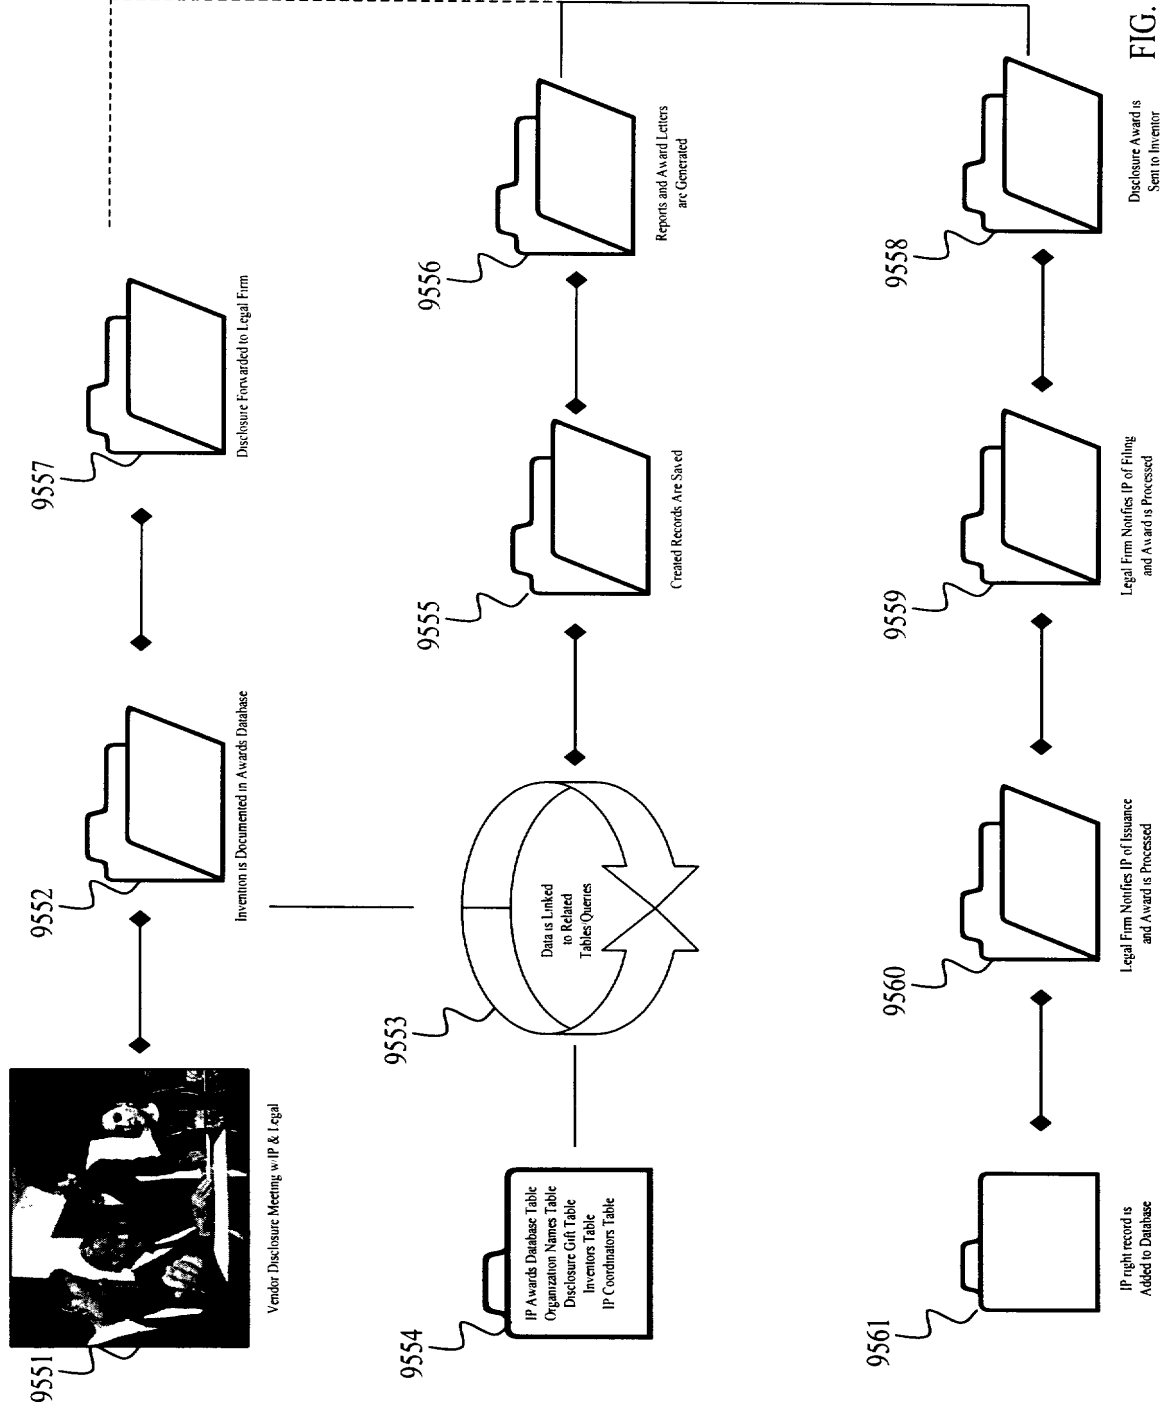 9551
Vendor Disclosure Meeting w/IP & Legal
9552
Invention is Documented in Awards Database
9557
Disclosure Forwarded to Legal Firm
9554
IP Awards Database Table
Organization Names Table
Disclosure Gift Table
Inventors Table
IP Coordinators Table
9553
Data is Linked
to Related
Tables Queries
9555
Created Records Are Saved
9556
Reports and Award Letters
are Generated
9561
IP right record is
Added to Database
9560
Legal Firm Notifies IP of Issuance
and Award is Processed
9559
Legal Firm Notifies IP of Filing
and Award is Processed
9558
Disclosure Award is
Sent to Inventor
FIG.